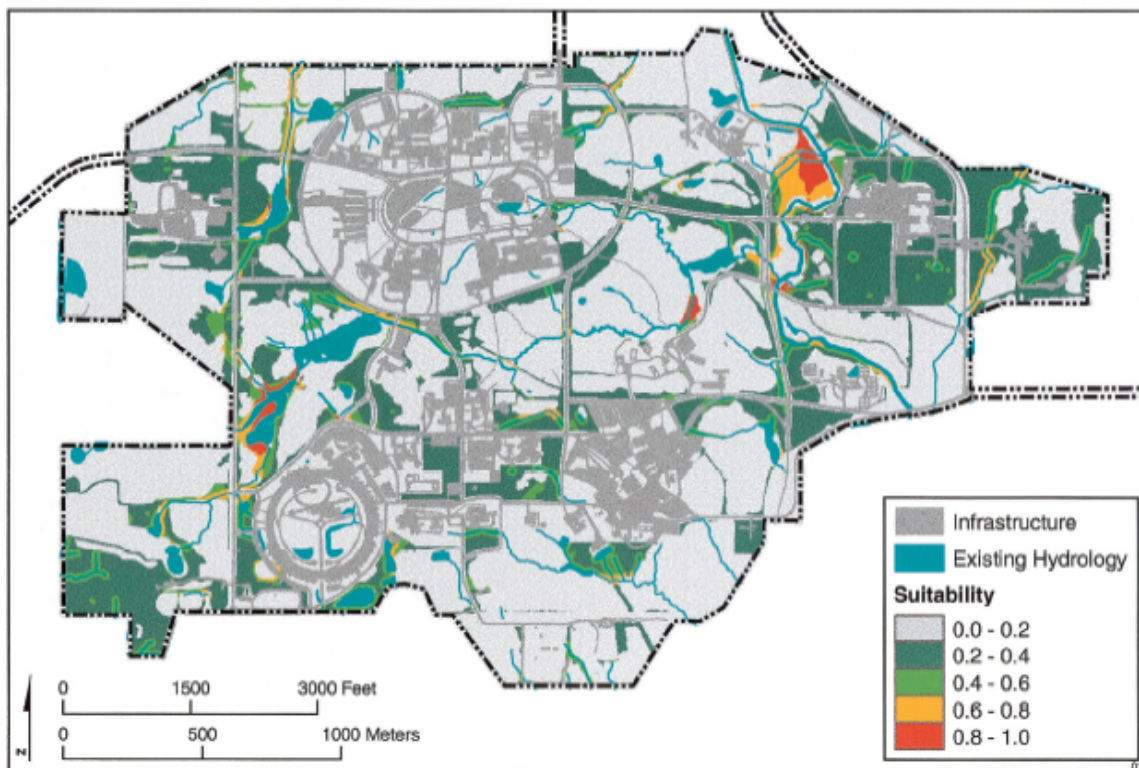 Infrastructure
Existing Hydrology
Suitability
0.0 - 0.2
0.2 - 0.4
0.4 - 0.6
0.6 - 0.8
0.8 - 1.0
0 1500 3000 Feet
0 500 1000 Meters
N